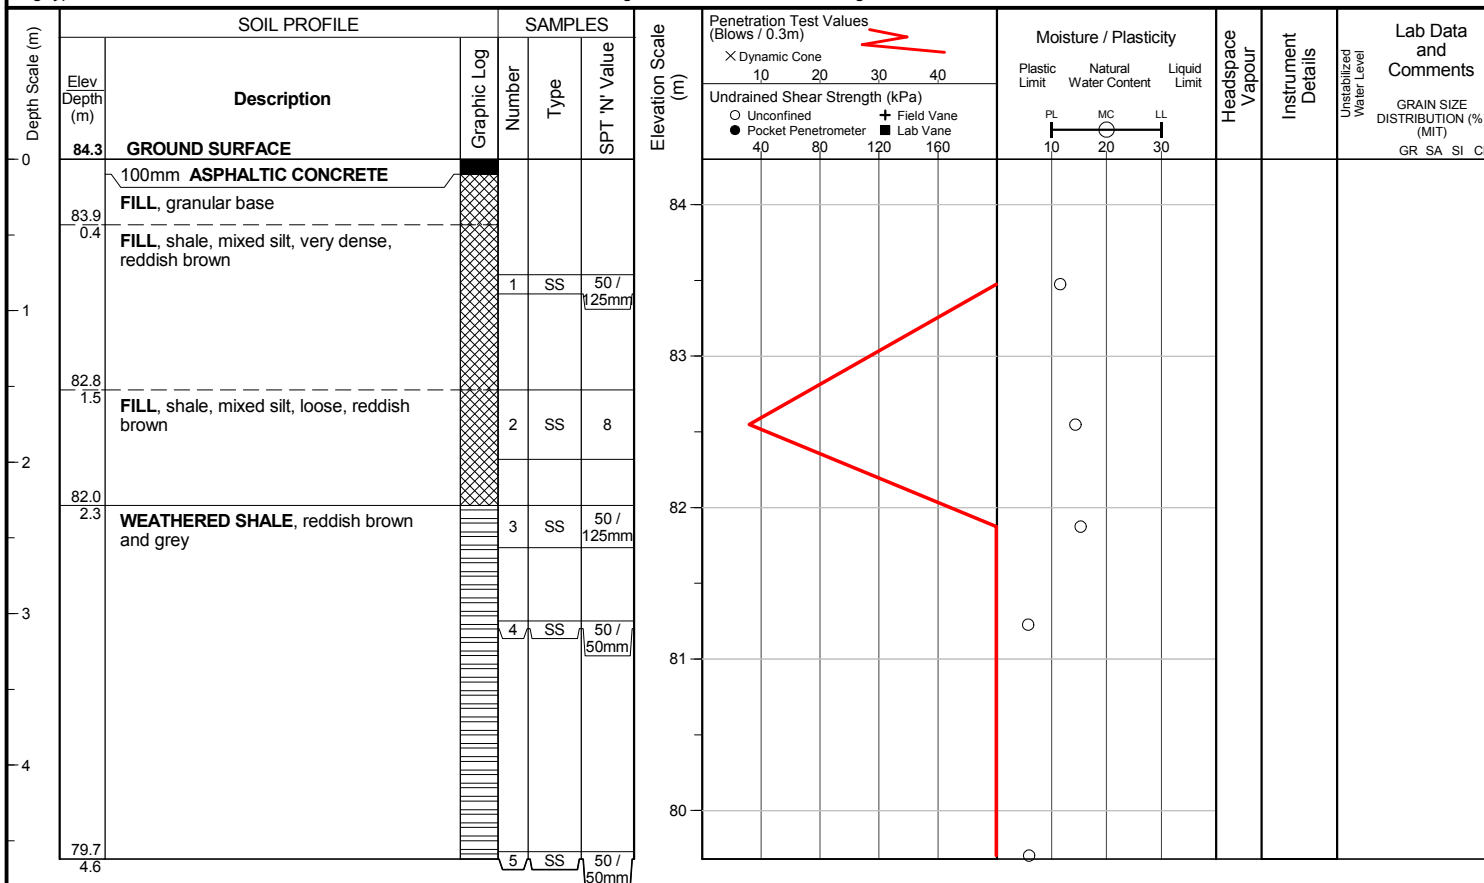 SOIL PROFILE
SAMPLES
Depth Scale (m)
Elev
Depth
(m)
Description
Graphic Log
Number
Type
SPT 'N' Value
Elevation Scale
(m)
Penetration Test Values
(Blows / 0.3m)
× Dynamic Cone
10 20 30 40
Undrained Shear Strength (kPa)
Unconfined
Field Vane
Pocket Penetrometer
Lab Vane
40 80 120 160
Moisture / Plasticity
Plastic
Limit
Natural
Water Content
Liquid
Limit
PL MC LL
10 20 30
Headspace
Vapour
Instrument
Details
Unstabilized
Water Level
Lab Data
and
Comments
GRAIN SIZE
DISTRIBUTION (%
(MIT)
GR SA SI
84.3 GROUND SURFACE
0
100mm ASPHALTIC CONCRETE
FILL, granular base
83.9
0.4
FILL, shale, mixed silt, very dense,
reddish brown
1 SS 50 /
125mm
1
82.8
1.5
FILL, shale, mixed silt, loose, reddish
brown
2 SS 8
2
82.0
2.3
WEATHERED SHALE, reddish brown
and grey
3 SS 50 /
125mm
3
4 SS 50 /
50mm
4
79.7
4.6
5 SS 50 /
50mm
84
83
82
81
80